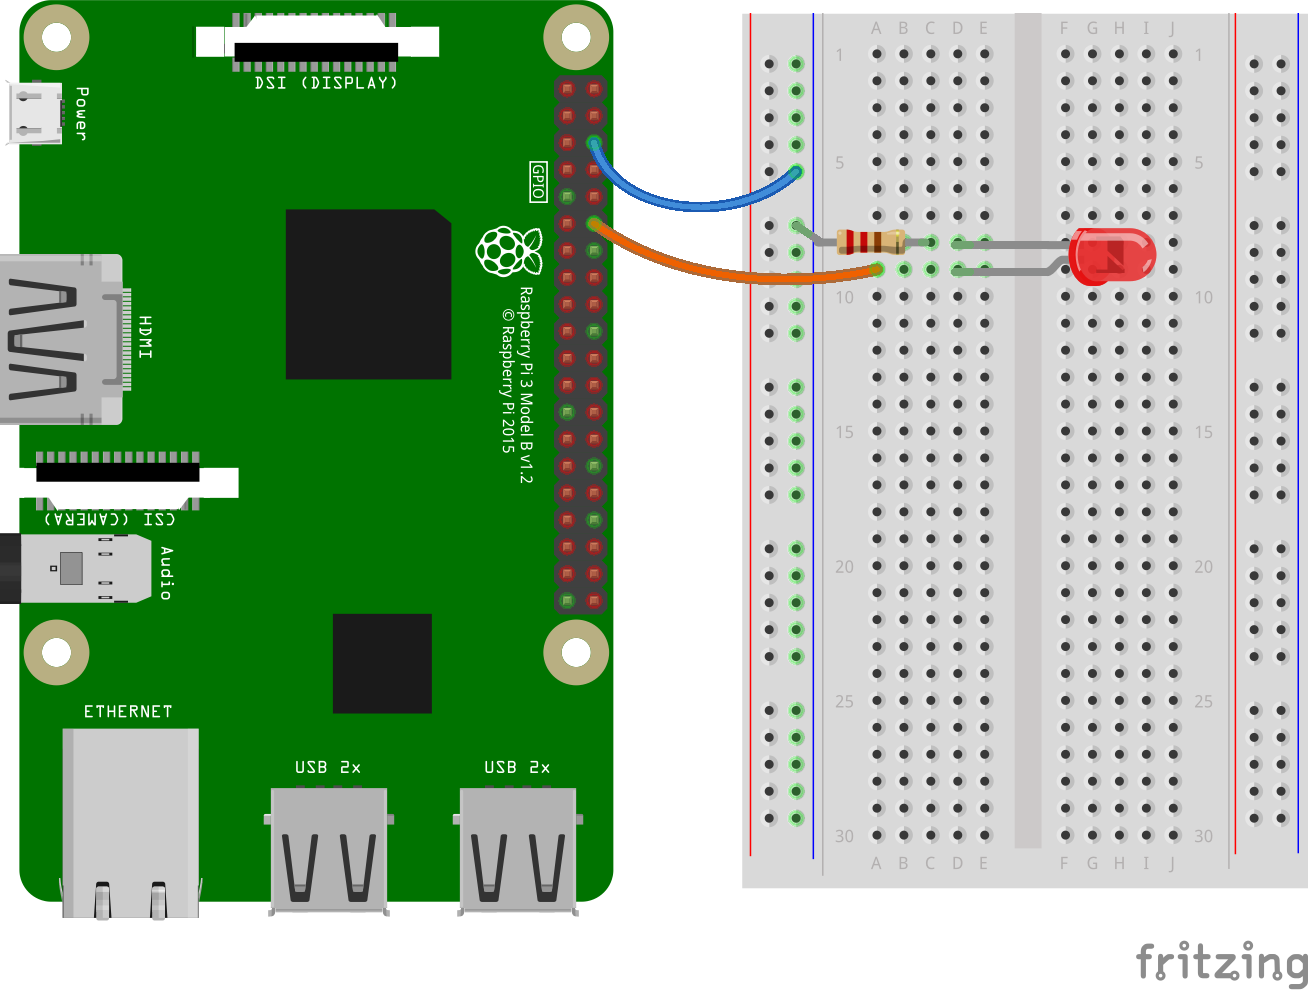 DSI (DISPLAY)
Power
GPIO
HDMI
Raspberry Pi 3 Model B v1.2
© Raspberry Pi 2015
CSI (CAMERA)
Audio
ETHERNET
USB 2x
USB 2x
A B C D E F G H I J
1 1
5 5
10 10
15 15
20 20
25 25
30 30
A B C D E F G H I J
fritzing